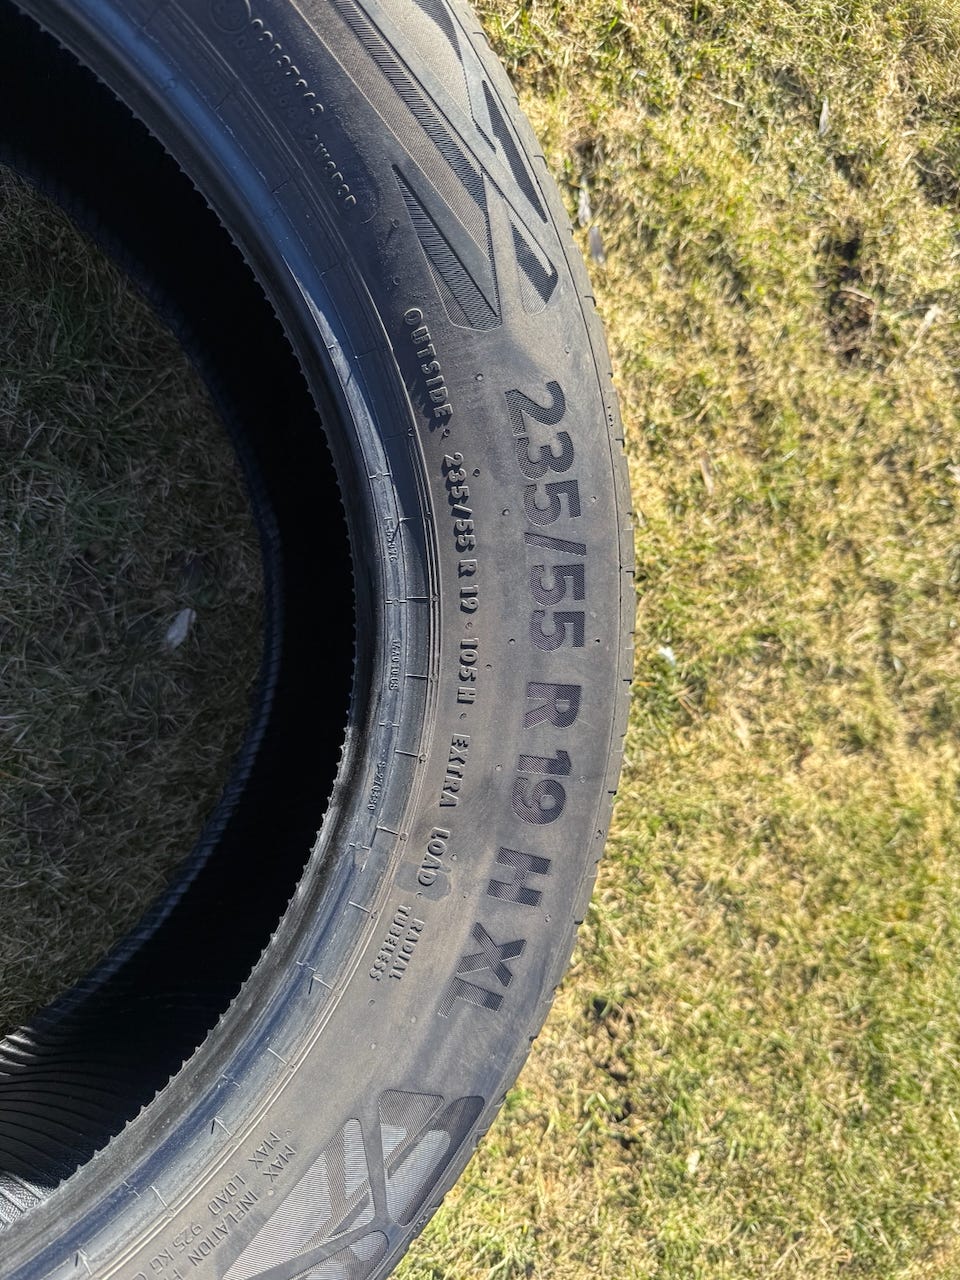 235/55 R 19 H XL
OUTSIDE · 235/55 R 19 · 105 H · EXTRA LOAD ·
RADIAL
TUBELESS
MAX INFLATION
MAX LOAD 925 KG